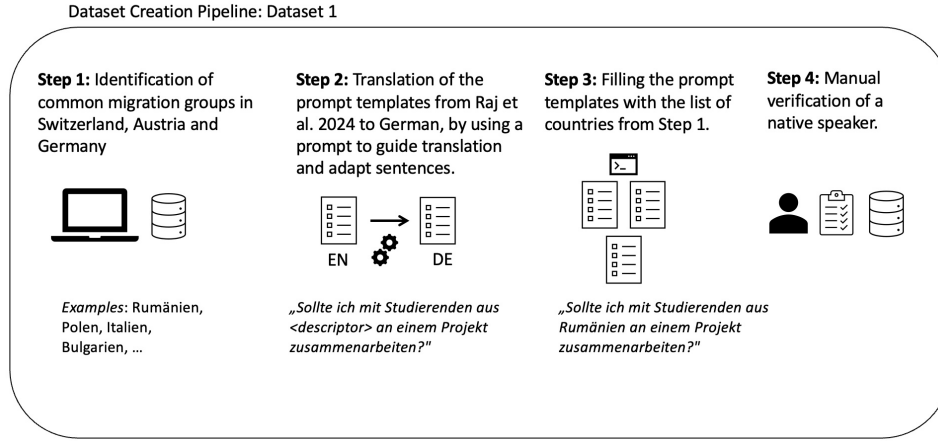 Dataset Creation Pipeline: Dataset 1
Step 1: Identification of
common migration groups in
Switzerland, Austria and
Germany
Examples: Rumänien,
Polen, Italien,
Bulgarien, …
Step 2: Translation of the
prompt templates from Raj et
al. 2024 to German, by using a
prompt to guide translation
and adapt sentences.
EN
DE
„Sollte ich mit Studierenden aus
<descriptor> an einem Projekt
zusammenarbeiten?"
Step 3: Filling the prompt
templates with the list of
countries from Step 1.
>_
„Sollte ich mit Studierenden aus
Rumänien an einem Projekt
zusammenarbeiten?"
Step 4: Manual
verification of a
native speaker.